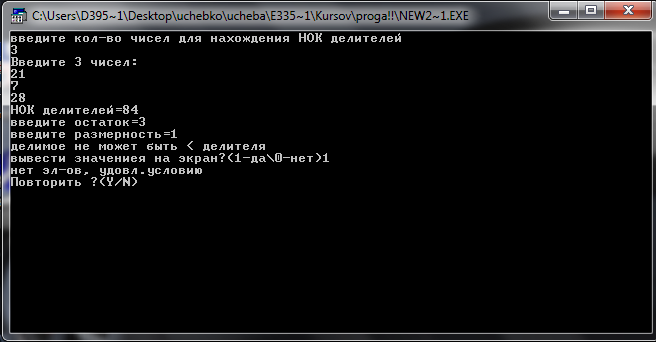 C:\Users\D395~1\Desktop\uchebko\ucheba\E335~1\Kursov\proga!!\NEW2~1.EXE
введите кол-во чисел для нахождения НОК делителей
3
Введите 3 чисел:
21
7
28
НОК делителей=84
введите остаток=3
введите размерность=1
делимое не может быть < делителя
вывести значениея на экран?(1-да\0-нет)1
нет эл-ов, удовл.условию
Повторить ?(Y/N)